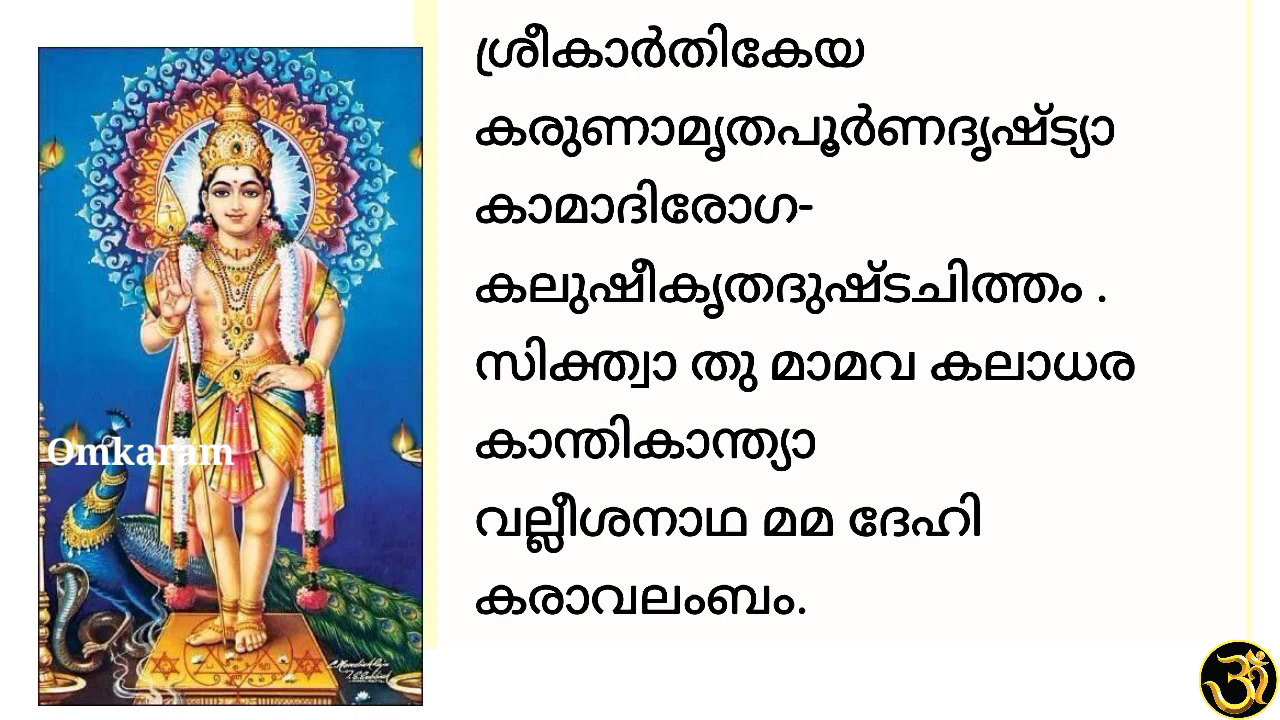 ശ്രീകാർതികേയ
കരുണാമൃതപൂർണദൃഷ്ട്യാ
കാമാദിരോഗ-
കലുഷീകൃതദുഷ്ടചിത്തം .
സിക്ത്വാ തു മാമവ കലാധര
കാന്തികാന്ത്യാ
വല്ലീശനാഥ മമ ദേഹി
കരാവലംബം.
Omkaram
ॐ